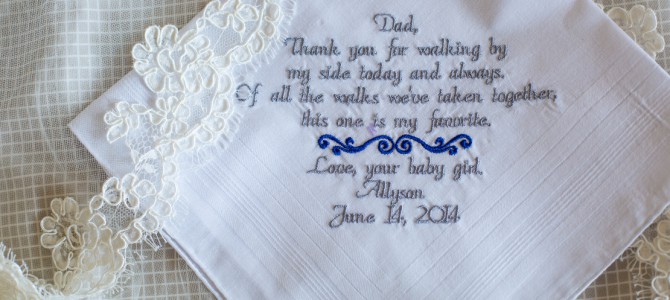 Dad,
Thank you for walking by
my side today and always.
Of all the walks we've taken together,
this one is my favorite.
Love, your baby girl.
Allyson
June 14, 2014